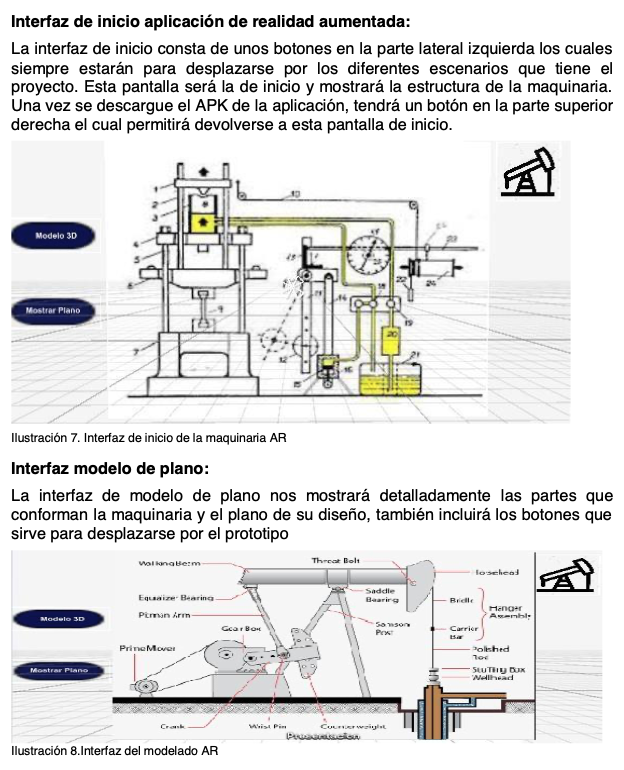 Interfaz de inicio aplicación de realidad aumentada:
La interfaz de inicio consta de unos botones en la parte lateral izquierda los cuales
siempre estarán para desplazarse por los diferentes escenarios que tiene el
proyecto. Esta pantalla será la de inicio y mostrará la estructura de la maquinaria.
Una vez se descargue el APK de la aplicación, tendrá un botón en la parte superior
derecha el cual permitirá devolverse a esta pantalla de inicio.
1
2
3
8
10
Modelo 3D
4
5
6
Mostrar Plano
9
7
11
12
14
15
16
18
19
20
21
22
23
24
Ilustración 7. Interfaz de inicio de la maquinaria AR
Interfaz modelo de plano:
La interfaz de modelo de plano nos mostrará detalladamente las partes que
conforman la maquinaria y el plano de su diseño, también incluirá los botones que
sirve para desplazarse por el prototipo
Walking Beam
Throat Bolt
Horsehead
Equalizer Bearing
Saddle
Bearing
Bridle
Hanger
Assembly
Pitman Arm
Samson
Post
Carrier
Bar
Modelo 3D
Gear Box
Prime Mover
Polished
Rod
Mostrar Plano
Stuffing Box
Wellhead
Crank
Wrist Pin
Counterweight
Presentacion
Ilustración 8.Interfaz del modelado AR